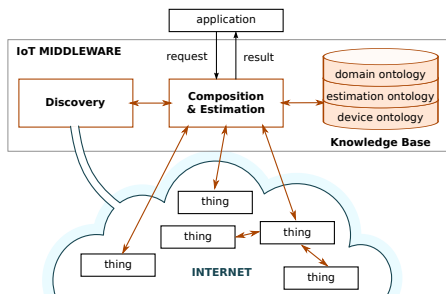 application
request
result
IoT MIDDLEWARE
Discovery
Composition
& Estimation
domain ontology
estimation ontology
device ontology
Knowledge Base
thing
thing
thing
thing
thing
INTERNET